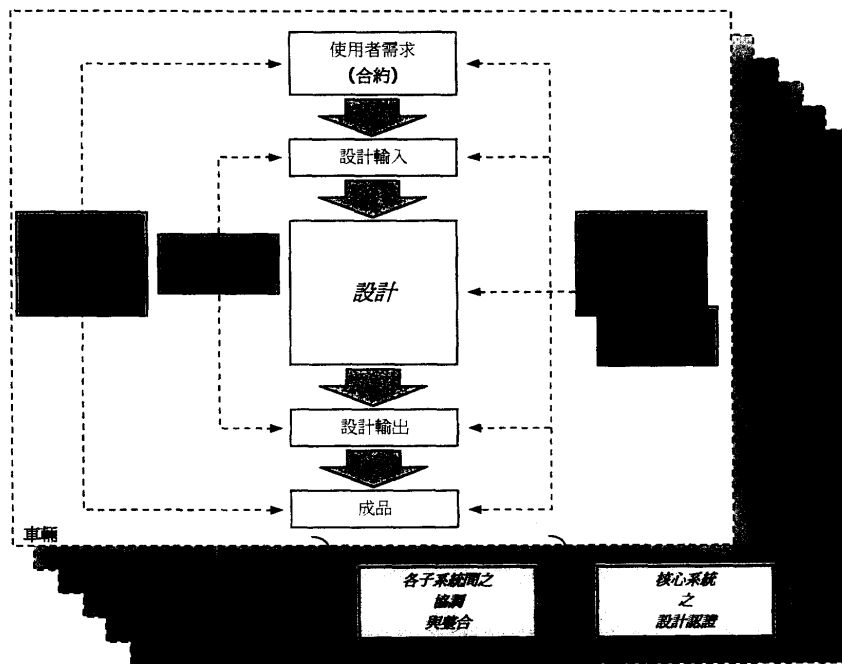 使用者需求
(合約)
設計輸入
設計
設計輸出
成品
車輛
各子系統間之
協調
與整合
核心系統
之
設計認證